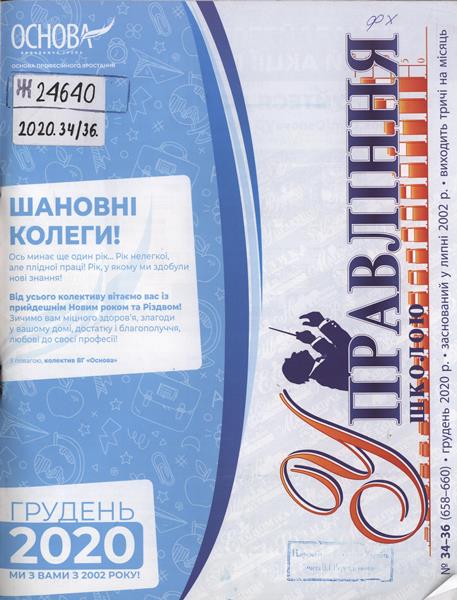 ОСНОВА
ВИДАВНИЧА ГРУПА
ОСНОВА ПРОФЕСІЙНОГО ЗРОСТАННЯ
Ж 24640
2020.34/36.
ШАНОВНІ
КОЛЕГИ!
Ось минає ще один рік... Рік нелегкої,
але плідної праці! Рік, у якому ми здобули
нові знання!
Від усього колективу вітаємо вас із
прийдешнім Новим роком та Різдвом!
Зичимо вам міцного здоров'я, злагоди
у вашому домі, достатку і благополуччя,
любові до своєї професії!
З повагою, колектив ВГ «Основа»
ГРУДЕНЬ
2020
МИ З ВАМИ З 2002 РОКУ!
фх
УПРАВЛІННЯ
ШКОЛОЮ
№ 34–36 (658–660) • грудень 2020 р. • заснований у липні 2002 р. • виходить тричі на місяць